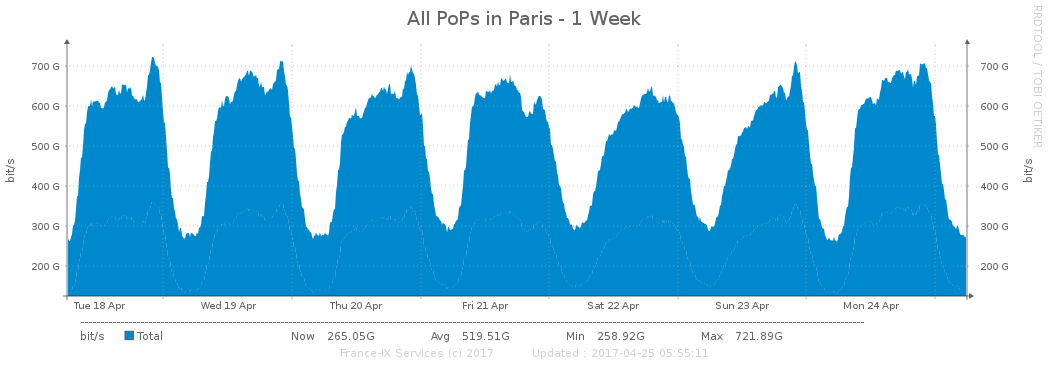 All PoPs in Paris - 1 Week
RRDTOOL / TOBI OETIKER
bit/s
700 G
600 G
500 G
400 G
300 G
200 G
700 G
600 G
500 G
400 G
300 G
200 G
bit/s
Tue 18 Apr Wed 19 Apr Thu 20 Apr Fri 21 Apr Sat 22 Apr Sun 23 Apr Mon 24 Apr
bit/s Total Now 265.05G Avg 519.51G Min 258.92G Max 721.89G
France-IX Services (c) 2017 Updated : 2017-04-25 05:55:11